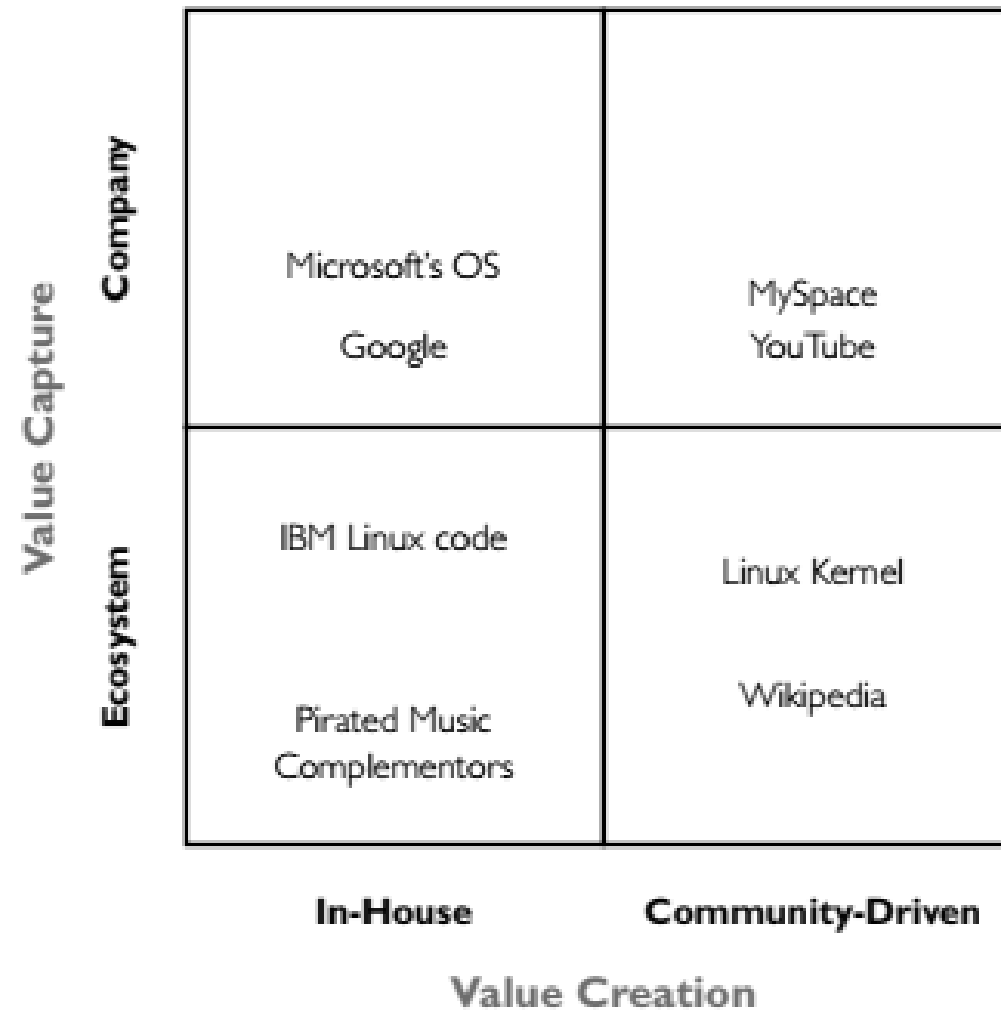 Value Capture
Company
Ecosystem
Microsoft's OS
Google
MySpace
YouTube
IBM Linux code
Pirated Music
Complementors
Linux Kernel
Wikipedia
In-House
Community-Driven
Value Creation